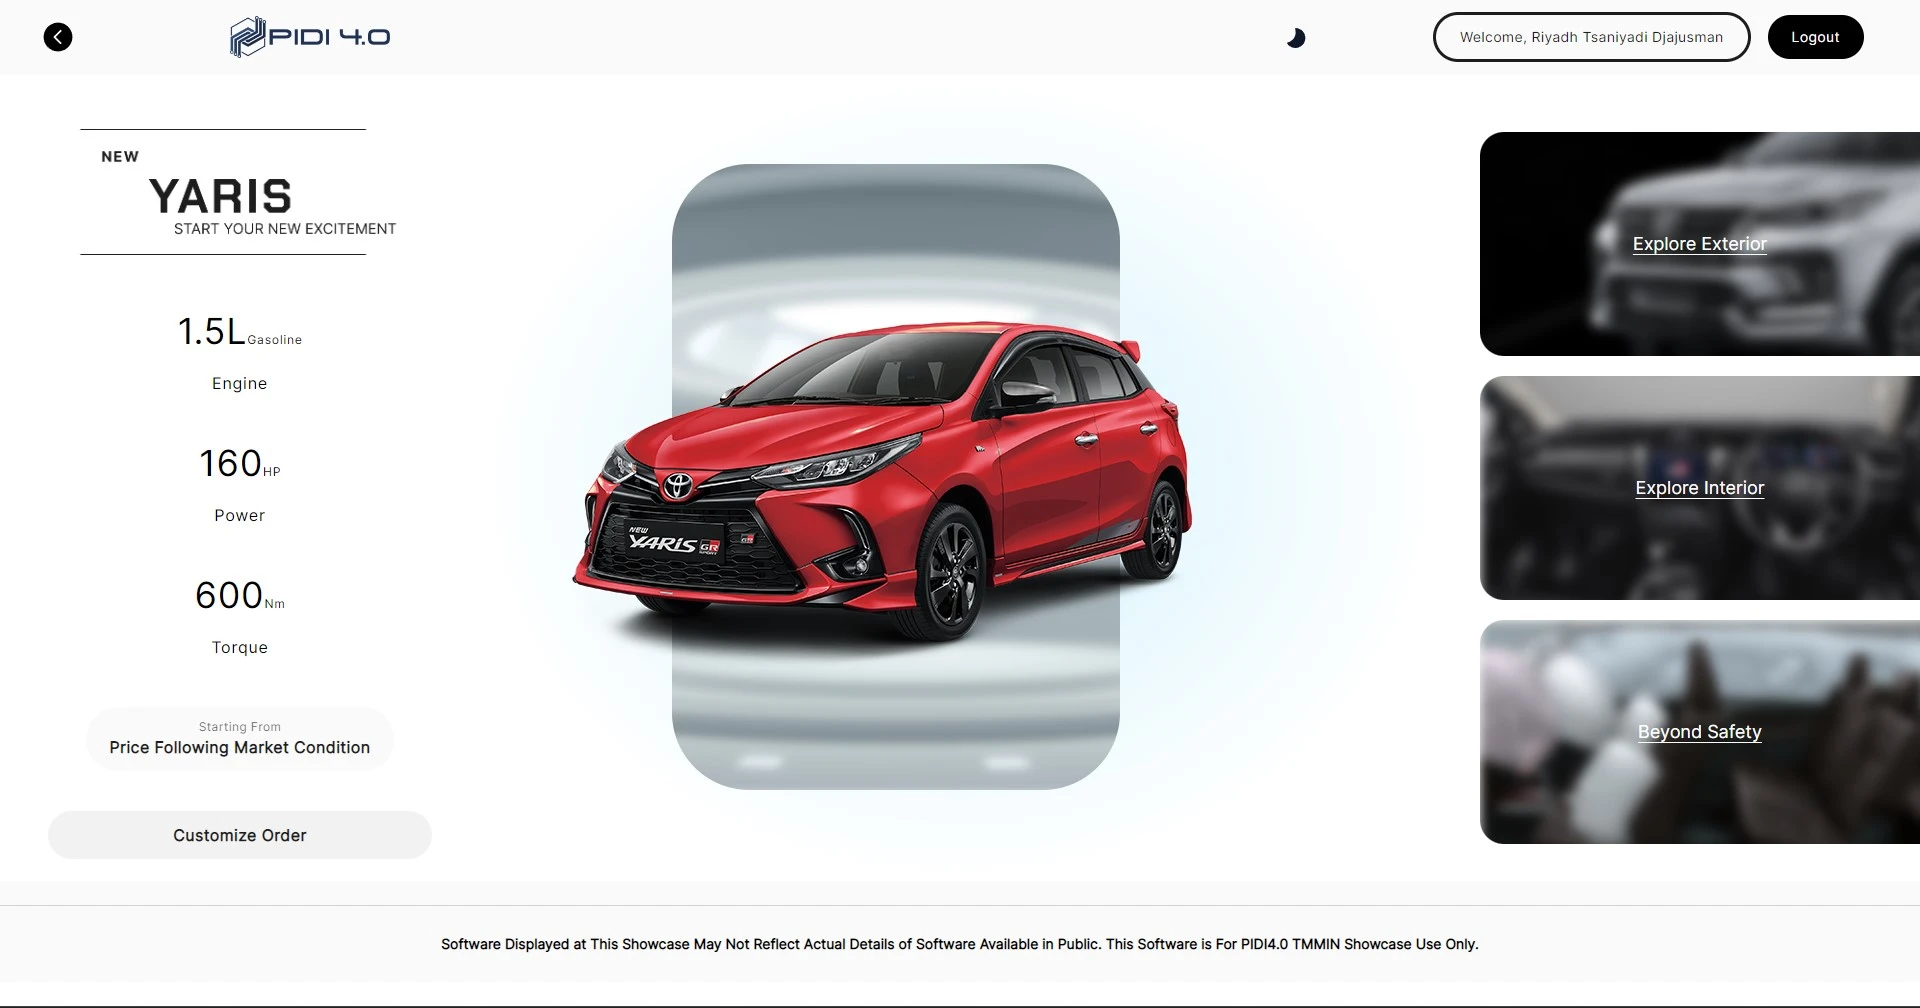 PIDI 4.0
Welcome, Riyadh Tsaniyadi Djajusman
Logout
NEW
YARIS
START YOUR NEW EXCITEMENT
1.5L Gasoline
Engine
160 HP
Power
600 Nm
Torque
Starting From
Price Following Market Condition
Customize Order
NEW
YARIS GR
SPORT
Explore Exterior
Explore Interior
Beyond Safety
Software Displayed at This Showcase May Not Reflect Actual Details of Software Available in Public. This Software is For PIDI4.0 TMMIN Showcase Use Only.